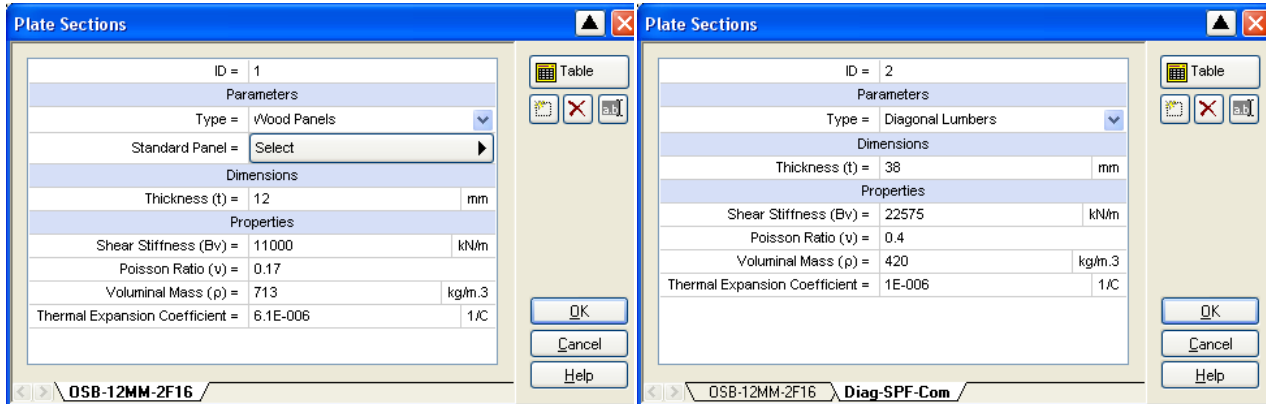 Plate Sections
ID = 1
Parameters
Type = Wood Panels
Standard Panel = Select
Dimensions
Thickness (t) = 12 mm
Properties
Shear Stiffness (Bv) = 11000 kN/m
Poisson Ratio (ν) = 0.17
Voluminal Mass (ρ) = 713 kg/m.3
Thermal Expansion Coefficient = 6.1E-006 1/C
Table
a.b
OK
Cancel
Help
OSB-12MM-2F16
Plate Sections
ID = 2
Parameters
Type = Diagonal Lumbers
Dimensions
Thickness (t) = 38 mm
Properties
Shear Stiffness (Bv) = 22575 kN/m
Poisson Ratio (ν) = 0.4
Voluminal Mass (ρ) = 420 kg/m.3
Thermal Expansion Coefficient = 1E-006 1/C
Table
a.b
OK
Cancel
Help
OSB-12MM-2F16 Diag-SPF-Com